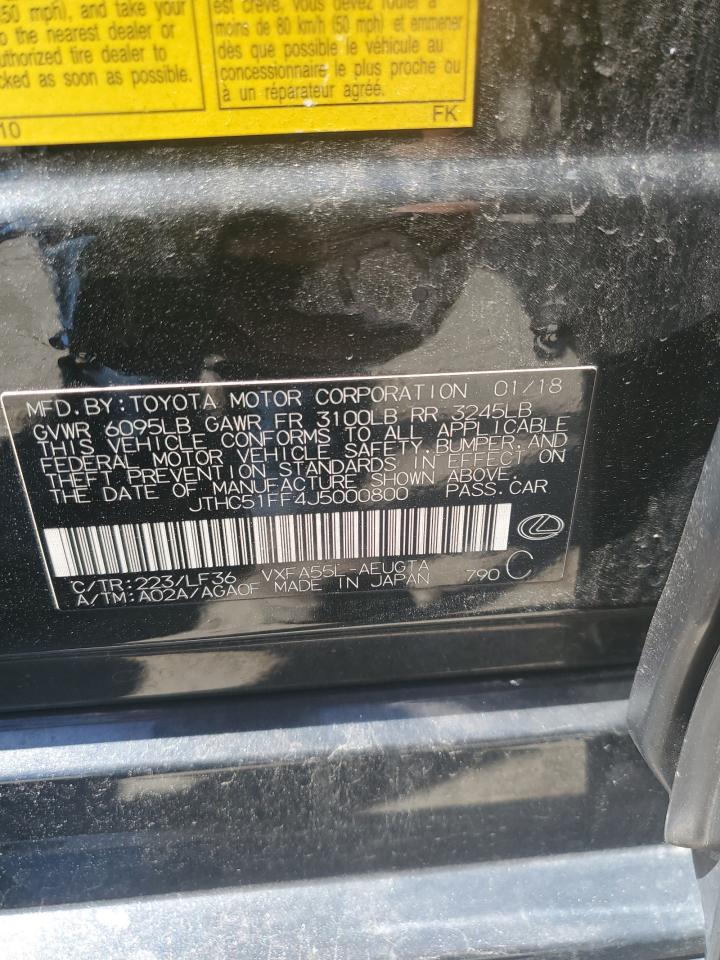 50 mph), and take your
o the nearest dealer or
uthorized tire dealer to
cked as soon as possible.
10
est crevé. Vous devez rouler à
moins de 80 km/h (50 mph) et emmener
dès que possible le véhicule au
concessionnaire le plus proche ou
à un réparateur agréé.
FK
MFD.BY:TOYOTA MOTOR CORPORATION 01/18
GVWR 6095LB GAWR FR 3100LB RR 3245LB
THIS VEHICLE CONFORMS TO ALL APPLICABLE
FEDERAL MOTOR VEHICLE SAFETY,BUMPER,AND
THEFT PREVENTION STANDARDS IN EFFECT ON
THE DATE OF MANUFACTURE SHOWN ABOVE.
JTHC51FF4J5000800 PASS.CAR
C/TR:223/LF36 VXFA55L-AEUGTA
A/TM:A02A/AGA0F MADE IN JAPAN 790 C